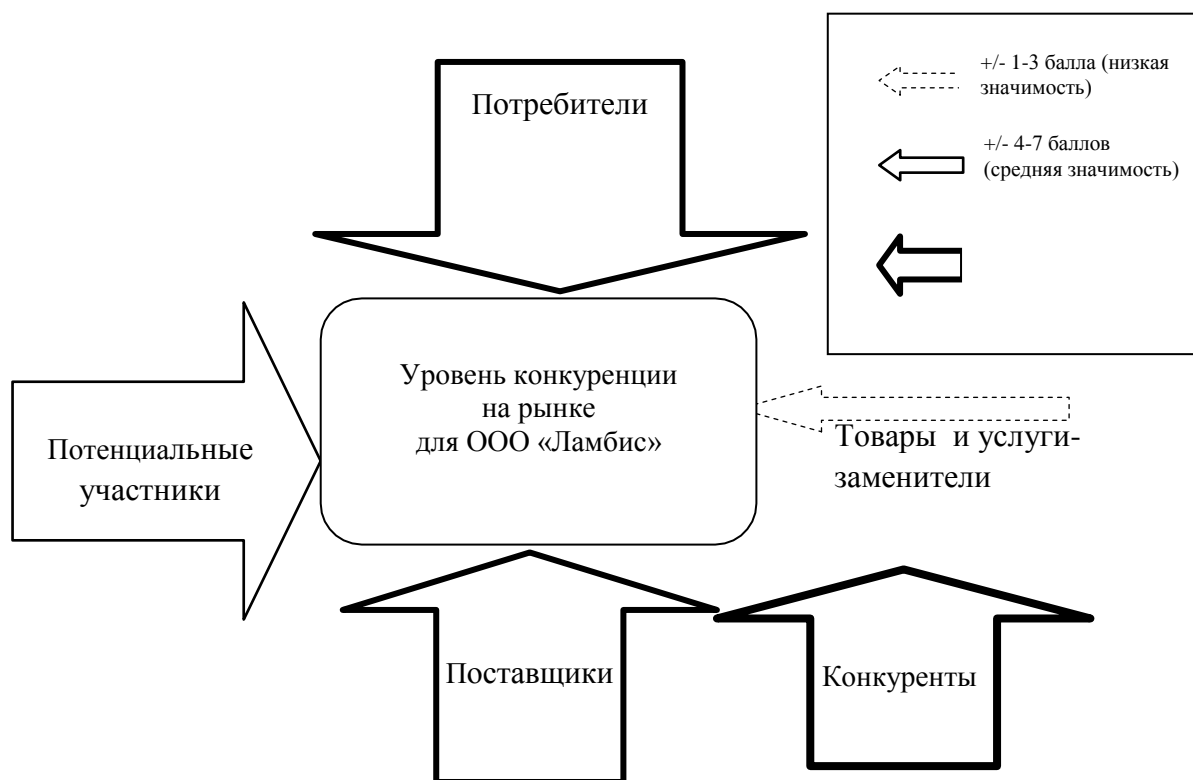 Потребители
+/- 1-3 балла (низкая
значимость)
+/- 4-7 баллов
(средняя значимость)
Уровень конкуренции
на рынке
для ООО «Ламбис»
Потенциальные
участники
Товары и услуги-
заменители
Поставщики
Конкуренты